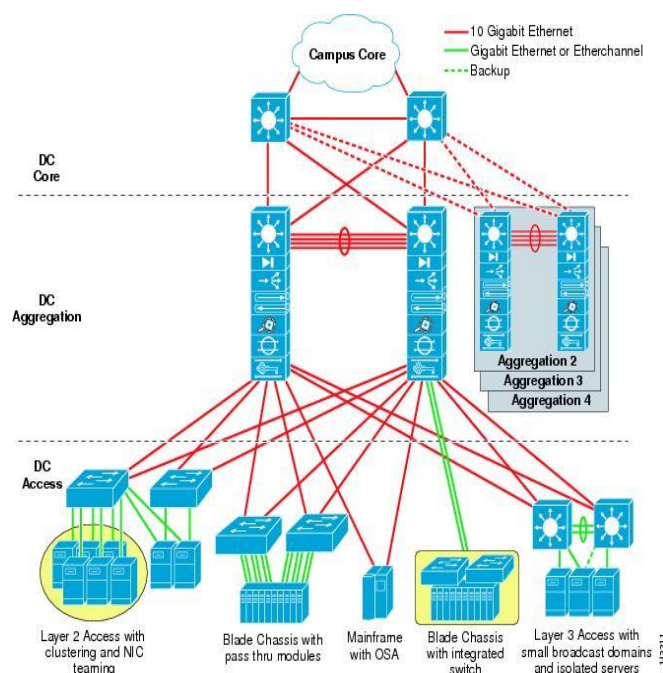 Campus Core
10 Gigabit Ethernet
Gigabit Ethernet or Etherchannel
Backup
DC
Core
DC
Aggregation
Aggregation 2
Aggregation 3
Aggregation 4
DC
Access
Layer 2 Access with
clustering and NIC
teaming
Blade Chassis with
pass thru modules
Mainframe
with OSA
Blade Chassis
with integrated
switch
Layer 3 Access with
small broadcast domains
and isolated servers